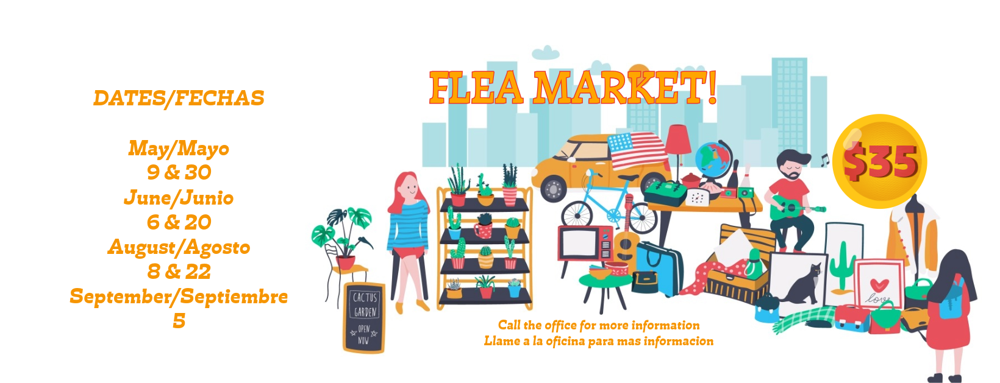 DATES/FECHAS
May/Mayo
9 & 30
June/Junio
6 & 20
August/Agosto
8 & 22
September/Septiembre
5
FLEA MARKET!
$35
CACTUS
GARDEN
OPEN
NOW
love
Call the office for more information
Llame a la oficina para mas informacion